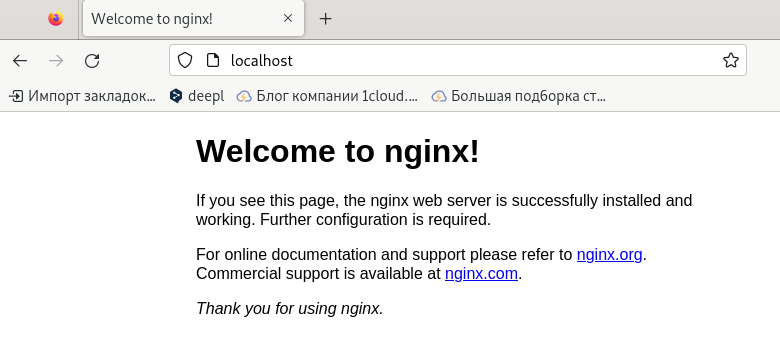 Welcome to nginx!
localhost
Импорт закладок...
deepl
Блог компании 1cloud....
Большая подборка ст...
Welcome to nginx!
If you see this page, the nginx web server is successfully installed and
working. Further configuration is required.
For online documentation and support please refer to nginx.org.
Commercial support is available at nginx.com.
Thank you for using nginx.